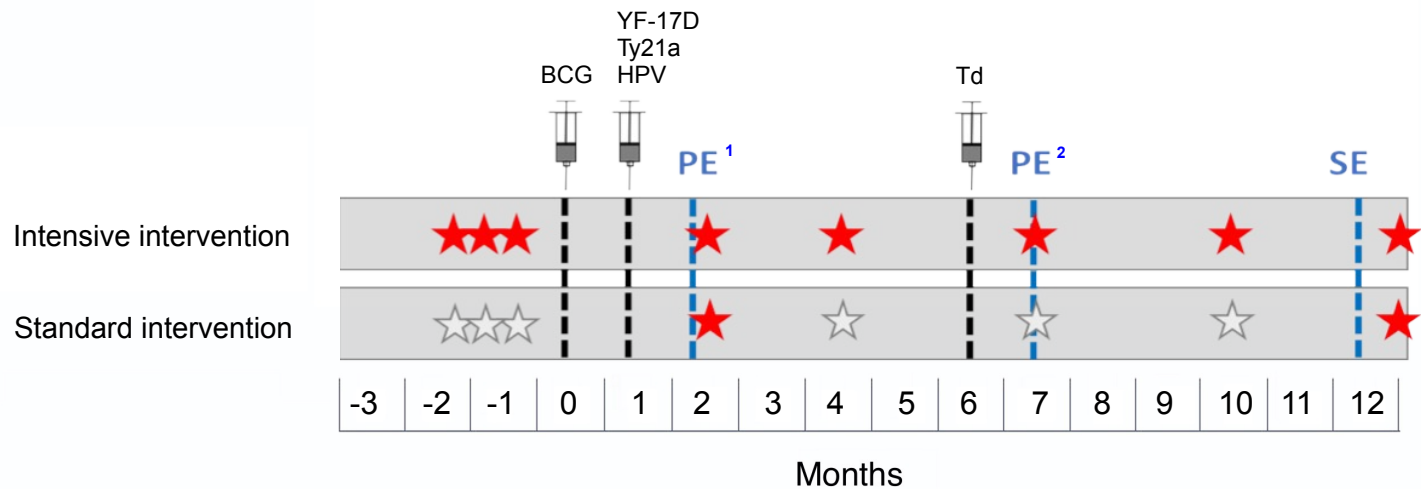 YF-17D
Ty21a
BCG HPV Td
PE 1 PE 2 SE
Intensive intervention
Standard intervention
-3 -2 -1 0 1 2 3 4 5 6 7 8 9 10 11 12
Months